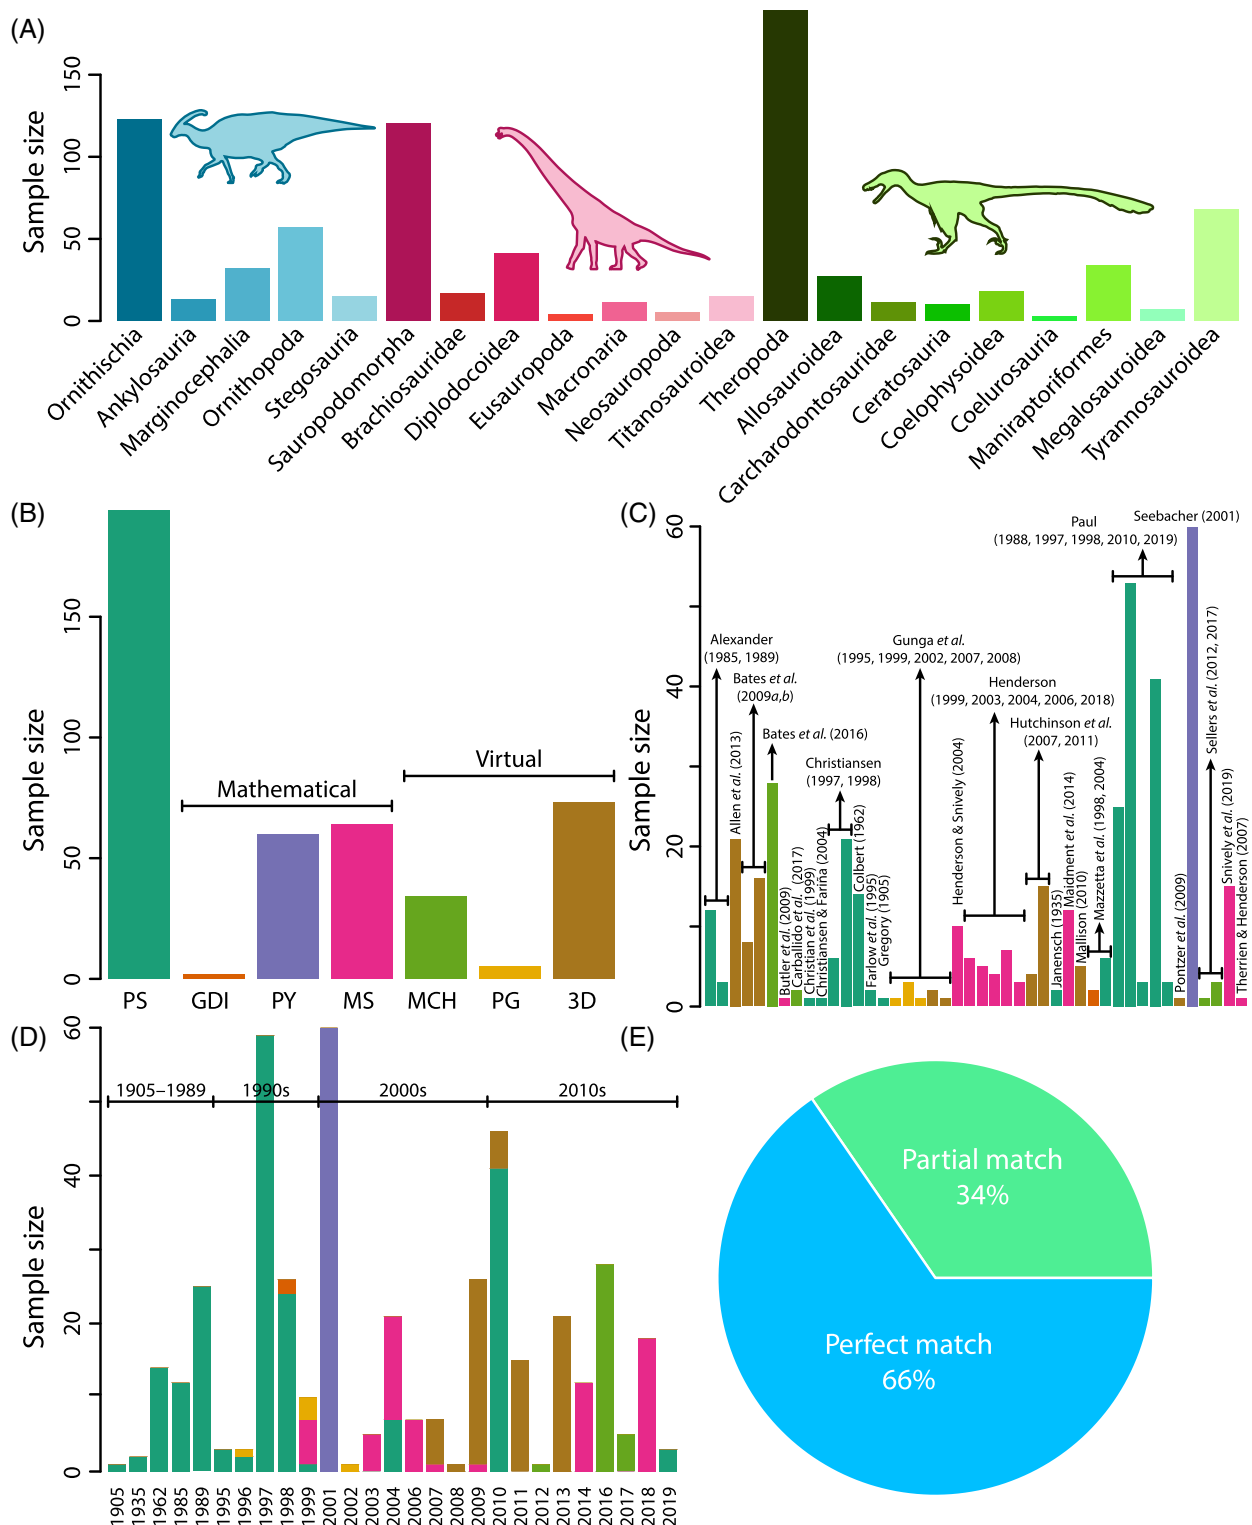 (A)
Sample size
0
50
100
150
Ornithischia
Ankylosauria
Marginocephalia
Ornithopoda
Stegosauria
Sauropodomorpha
Brachiosauridae
Diplodocoidea
Eusauropoda
Macronaria
Neosauropoda
Titanosauroidea
Theropoda
Allosauroidea
Carcharodontosauridae
Ceratosauria
Coelophysoidea
Coelurosauria
Maniraptoriformes
Megalosauroidea
Tyrannosauroidea
(B)
Sample size
0
50
100
150
Mathematical
Virtual
PS
GDI
PY
MS
MCH
PG
3D
(C)
Sample size
0
20
40
60
Alexander
(1985, 1989)
Allen et al. (2013)
Bates et al.
(2009a,b)
Bates et al. (2016)
Butler et al. (2009)
Carballido et al. (2017)
Christian et al. (1999)
Christiansen & Fariña (2004)
Christiansen
(1997, 1998)
Colbert (1962)
Farlow et al. (1995)
Gregory (1905)
Gunga et al.
(1995, 1999, 2002, 2007, 2008)
Henderson & Snively (2004)
Henderson
(1999, 2003, 2004, 2006, 2018)
Hutchinson et al.
(2007, 2011)
Janensch (1935)
Maidment et al. (2014)
Mallison (2010)
Mazzetta et al. (1998, 2004)
Paul
(1988, 1997, 1998, 2010, 2019)
Pontzer et al. (2009)
Seebacher (2001)
Sellers et al. (2012, 2017)
Snively et al. (2019)
Therrien & Henderson (2007)
(D)
Sample size
0
20
40
60
1905–1989
1990s
2000s
2010s
1905
1935
1962
1985
1989
1995
1996
1997
1998
1999
2001
2002
2003
2004
2006
2007
2008
2009
2010
2011
2012
2013
2014
2016
2017
2018
2019
(E)
Partial match
34%
Perfect match
66%